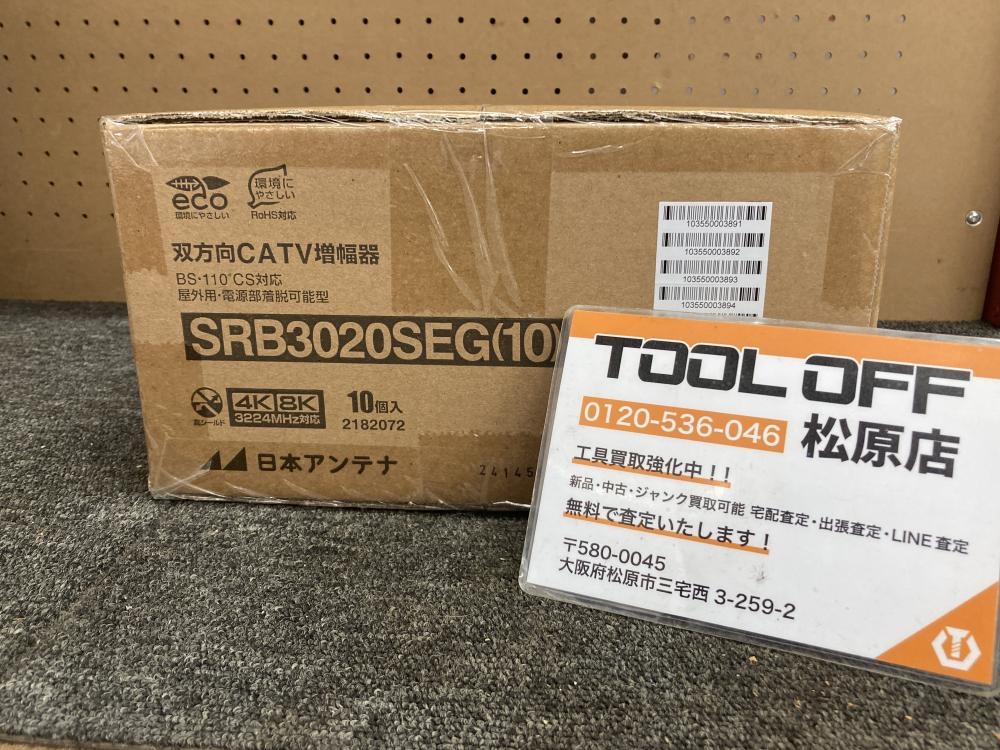 eco
環境にやさしい
環境に
やさしい
RoHS対応
双方向CATV増幅器
BS・110°CS対応
屋外用・電源部着脱可能型
SRB3020SEG(10)
高シールド
4K 8K
3224MHz対応
10個入
2182072
日本アンテナ
24145
103550003891
103550003892
103550003893
103550003894
TOOL OFF
0120-536-046
松原店
工具買取強化中!!
新品・中古・ジャンク買取可能 宅配査定・出張査定・LINE査定
無料で査定いたします!
〒580-0045
大阪府松原市三宅西 3-259-2